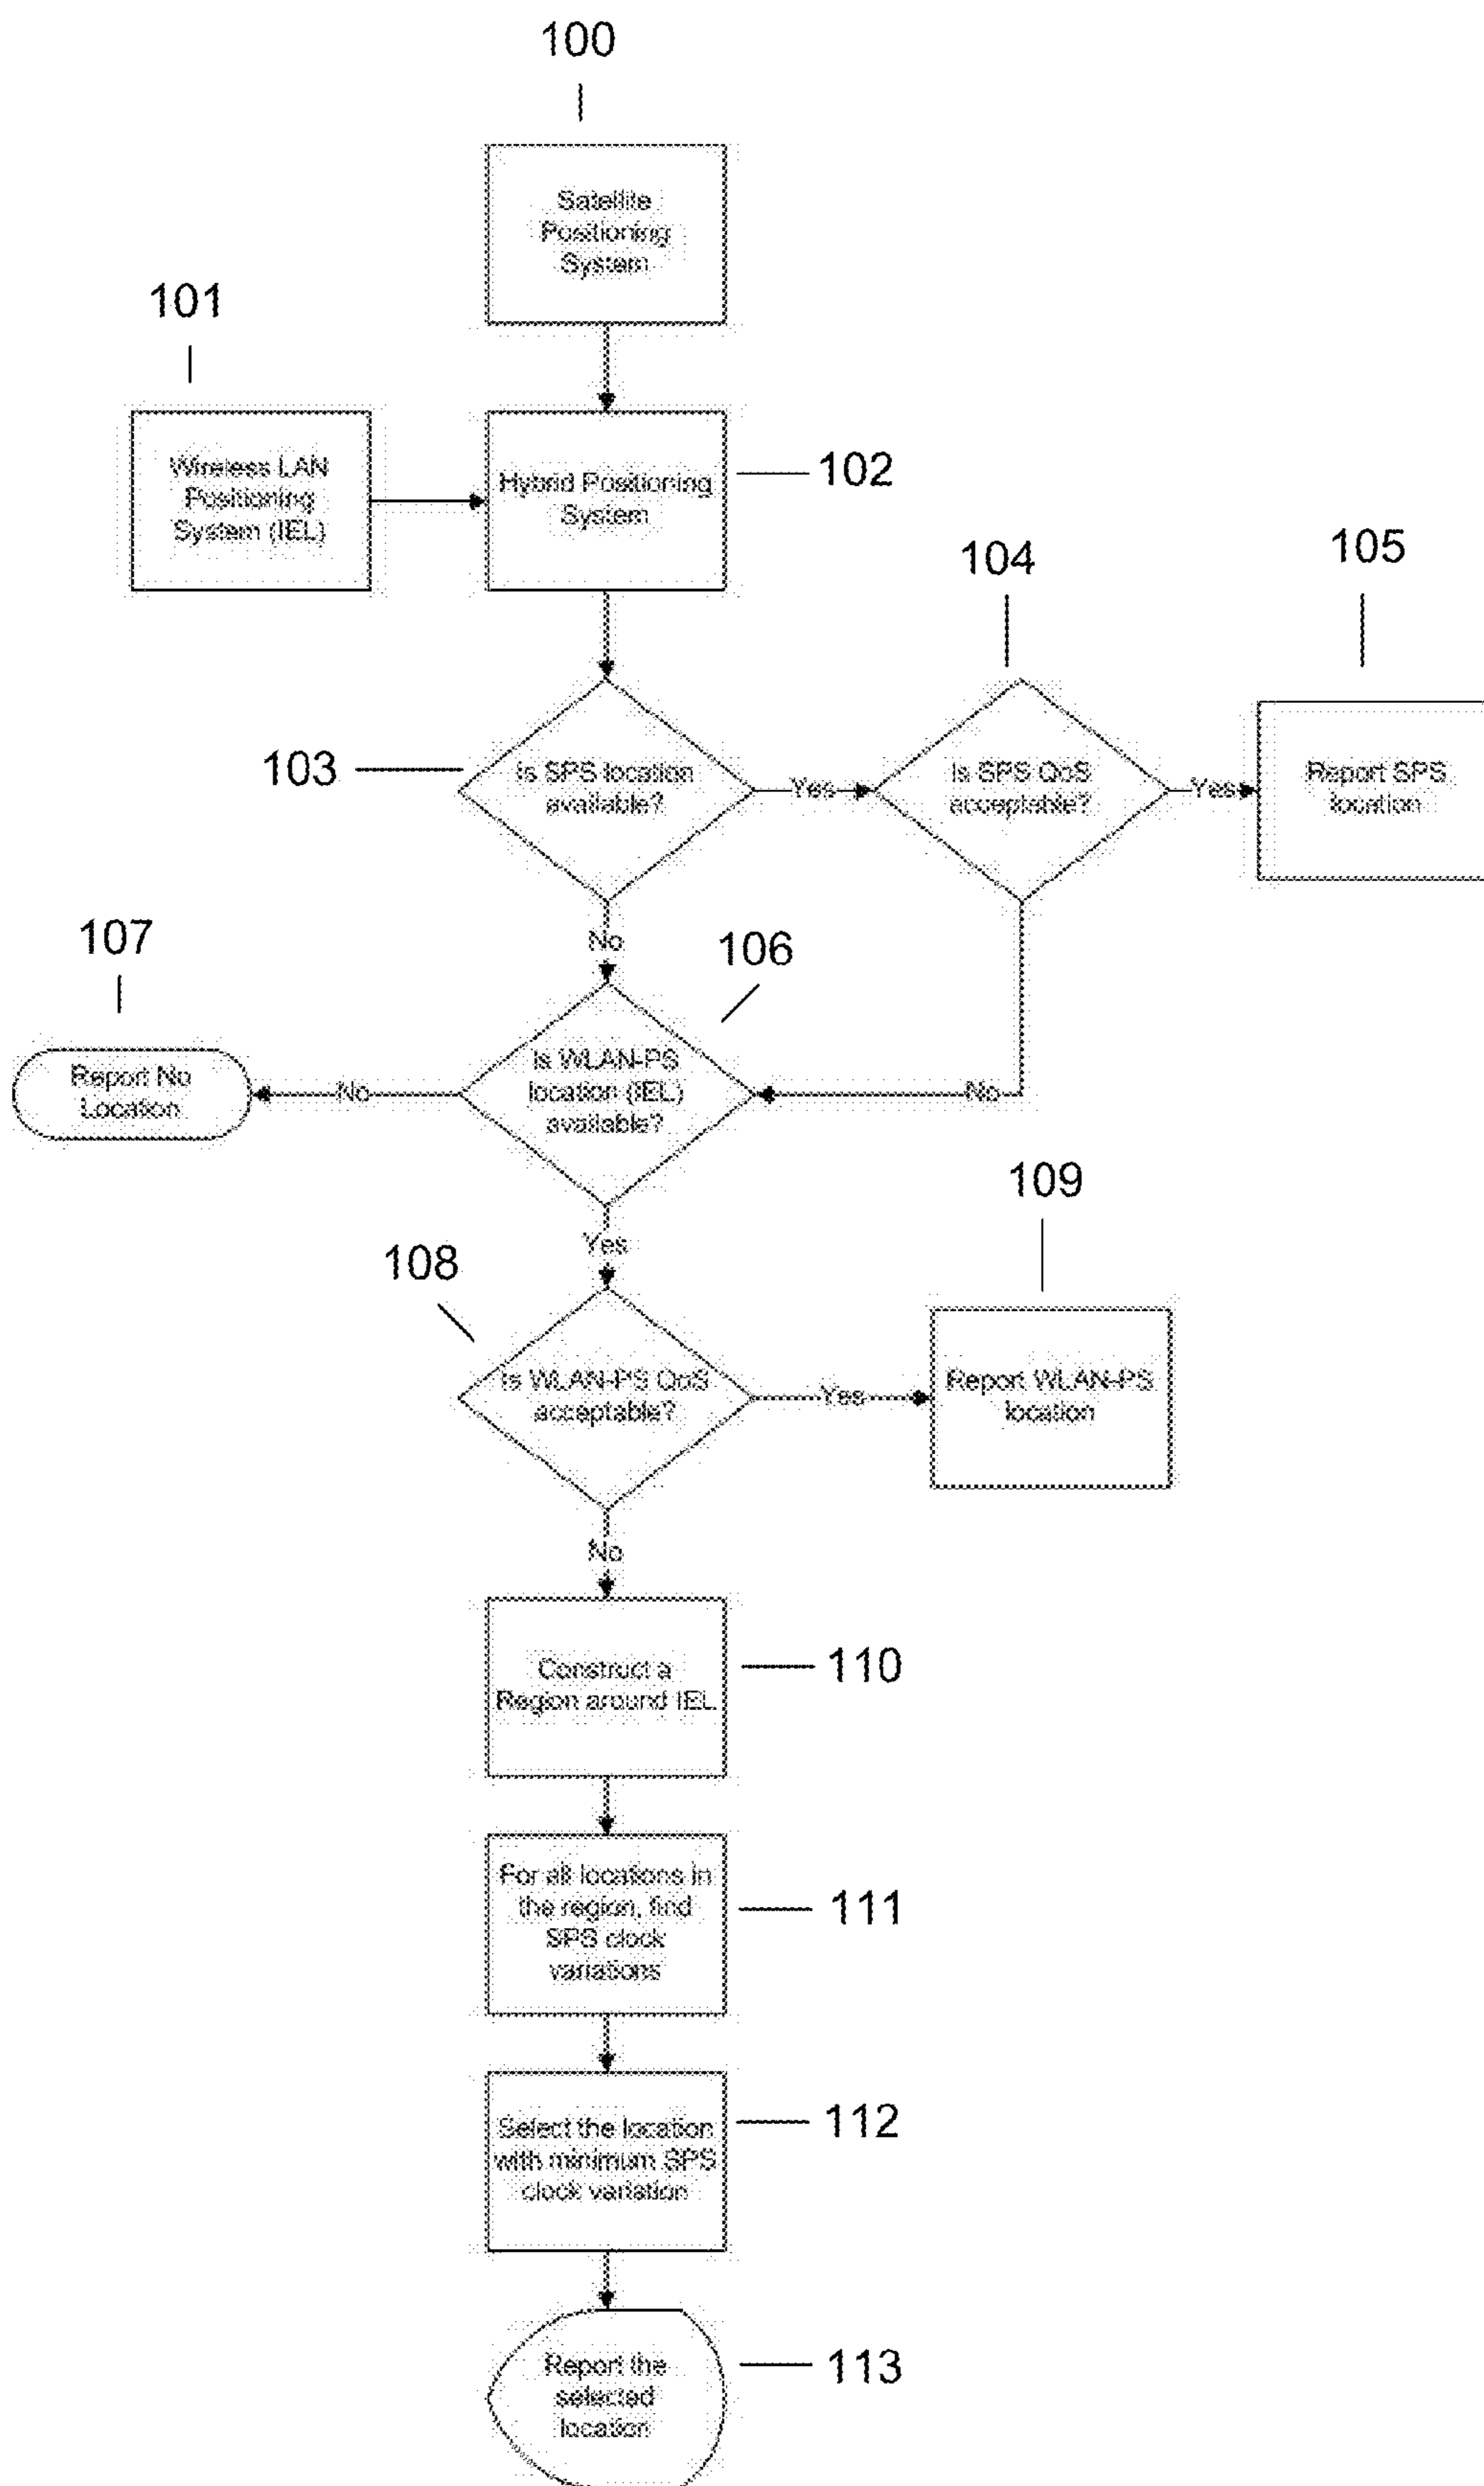 100
Satellite
Positioning
System
101
Wireless LAN
Positioning
System (IEL)
Hybrid Positioning
System
102
104
105
103
Is SPS location
available?
Yes
Is SPS QoS
acceptable?
Yes
Report SPS
location
No
107
106
Report No
Location
No
Is WLAN-PS
location (IEL)
available?
No
109
Yes
108
Is WLAN-PS QoS
acceptable?
Yes
Report WLAN-PS
location
No
Construct a
Region around IEL
110
For all locations in
the region, find
SPS clock
variations
111
Select the location
with minimum SPS
clock variation
112
Report the
selected
location
113